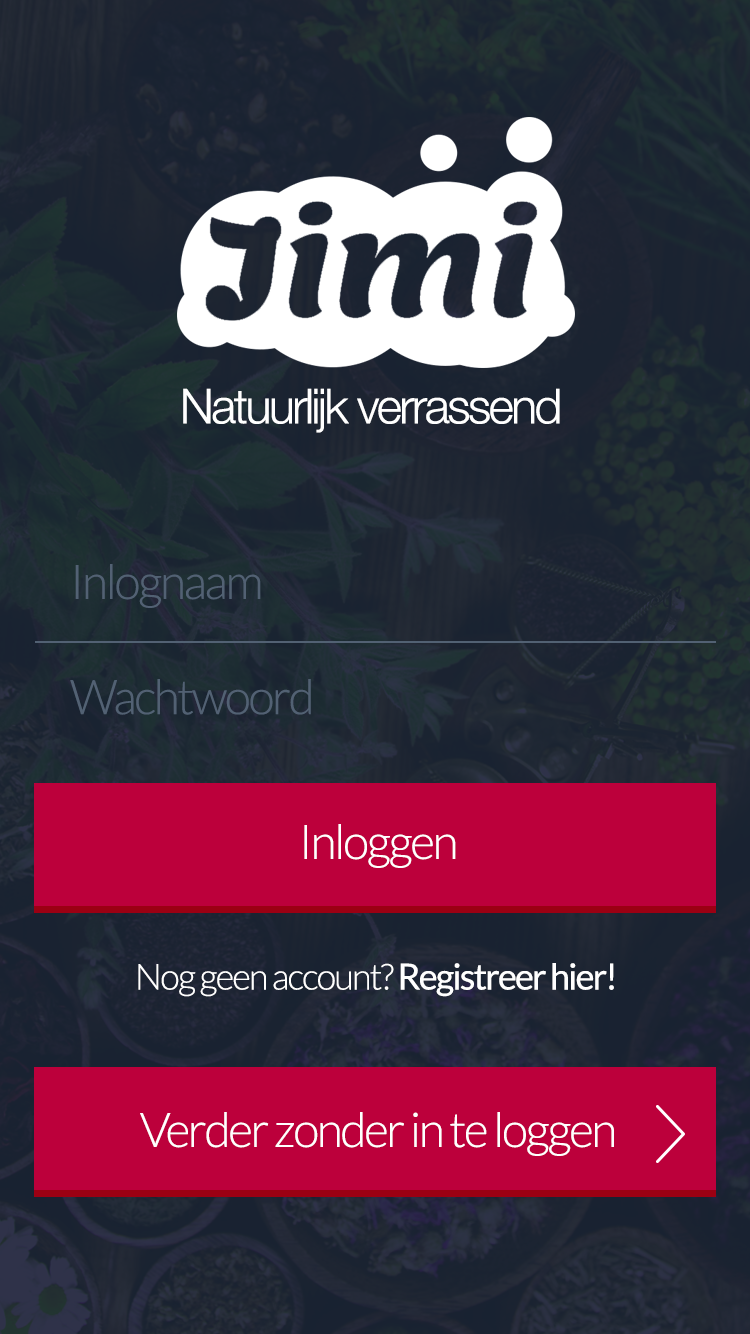 Jimi
Natuurlijk verrassend
Inlognaam
Wachtwoord
Inloggen
Nog geen account? Registreer hier!
Verder zonder in te loggen